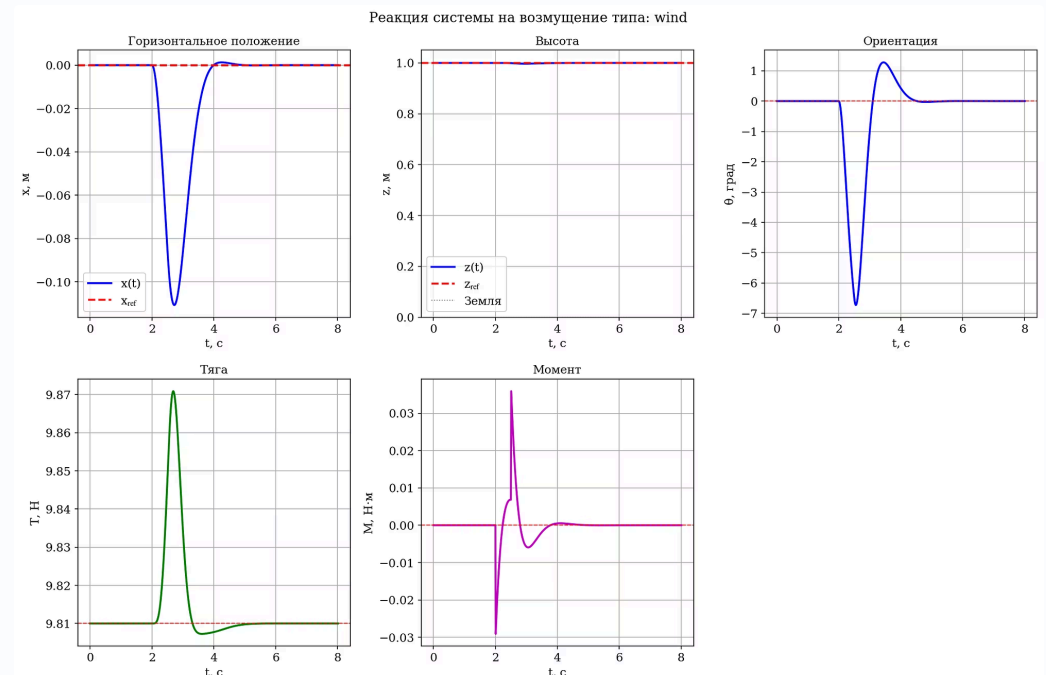 Реакция системы на возмущение типа: wind
Горизонтальное положение
0.00
−0.02
−0.04
−0.06
−0.08
−0.10
x, м
x(t)
x_ref
0 2 4 6 8
t, с
Высота
1.0
0.8
0.6
0.4
0.2
0.0
z, м
z(t)
z_ref
Земля
0 2 4 6 8
t, с
Ориентация
1
0
−1
−2
−3
−4
−5
−6
−7
θ, град
0 2 4 6 8
t, с
Тяга
9.87
9.86
9.85
9.84
9.83
9.82
9.81
T, Н
0 2 4 6 8
t, с
Момент
0.03
0.02
0.01
0.00
−0.01
−0.02
−0.03
M, Н·м
0 2 4 6 8
t, с